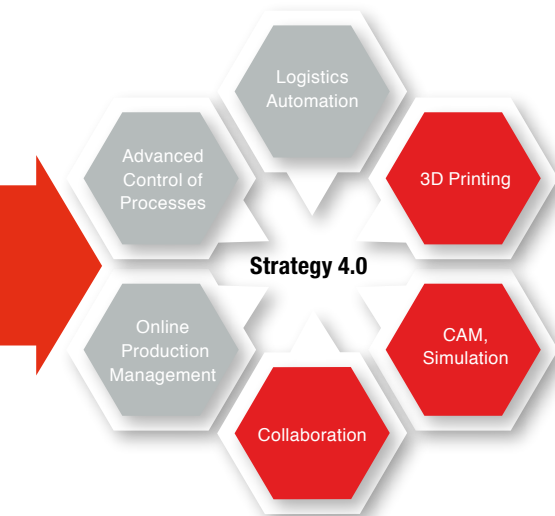 Logistics
Automation
Advanced
Control of
Processes
3D Printing
Strategy 4.0
Online
Production
Management
CAM,
Simulation
Collaboration